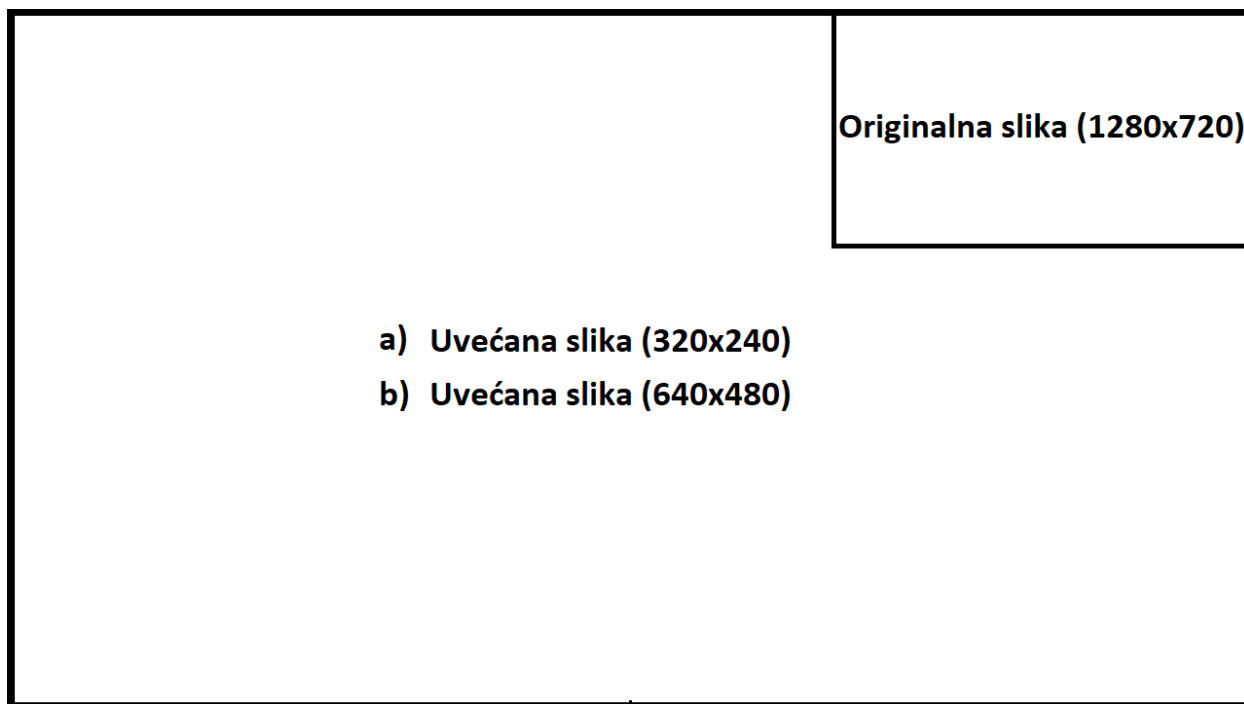 Originalna slika (1280x720)
a) Uvećana slika (320x240)
b) Uvećana slika (640x480)